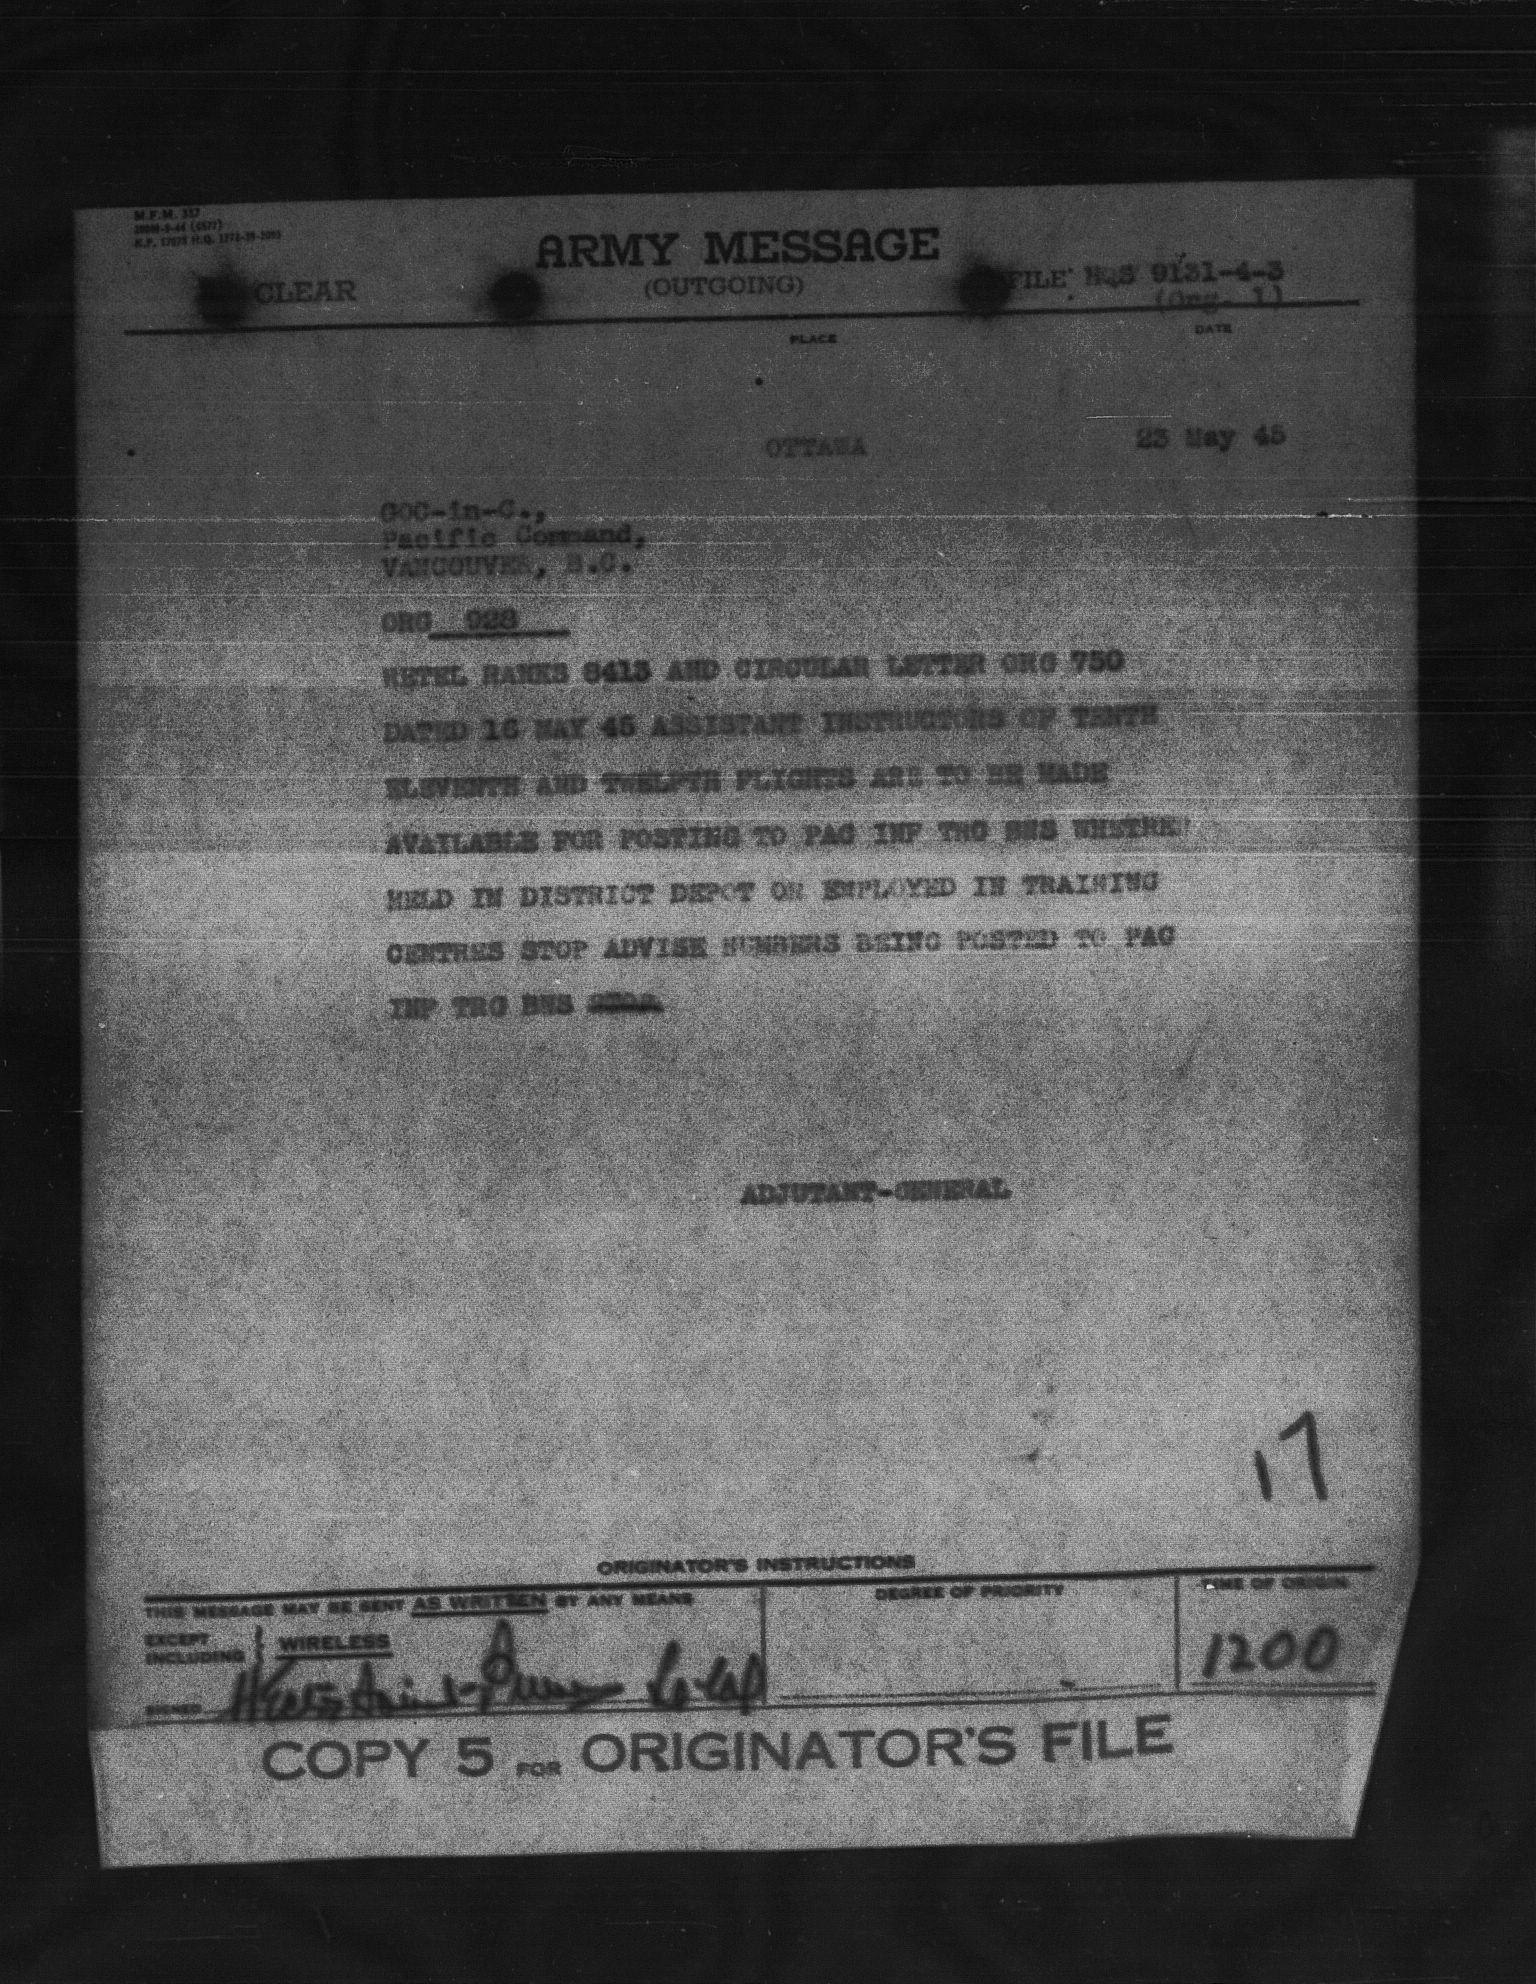 M.F.M. 317
ARMY MESSAGE
CLEAR
(OUTGOING)
FILE HQS 9131-4-3
(Org. 1)
PLACE
DATE
OTTAWA
23 May 45
GOC-in-C.,
Pacific Command,
VANCOUVER, B.C.
ORG 928
RETEL RANKS 8413 AND CIRCULAR LETTER ORG 750
DATED 16 MAY 45 ASSISTANT INSTRUCTORS OF TENTH
ELEVENTH AND TWELFTH FLIGHTS ARE TO BE MADE
AVAILABLE FOR POSTING TO PAC INF TRG BNS WHETHER
HELD IN DISTRICT DEPOT OR EMPLOYED IN TRAINING
CENTRES STOP ADVISE NUMBERS BEING POSTED TO PAC
INF TRG BNS STOP
ADJUTANT-GENERAL
17
ORIGINATOR'S INSTRUCTIONS
THIS MESSAGE MAY BE SENT AS WRITTEN BY ANY MEANS
DEGREE OF PRIORITY
TIME OF ORIGIN
EXCEPT
INCLUDING
WIRELESS
1200
SIGNED
COPY 5 FOR ORIGINATOR'S FILE